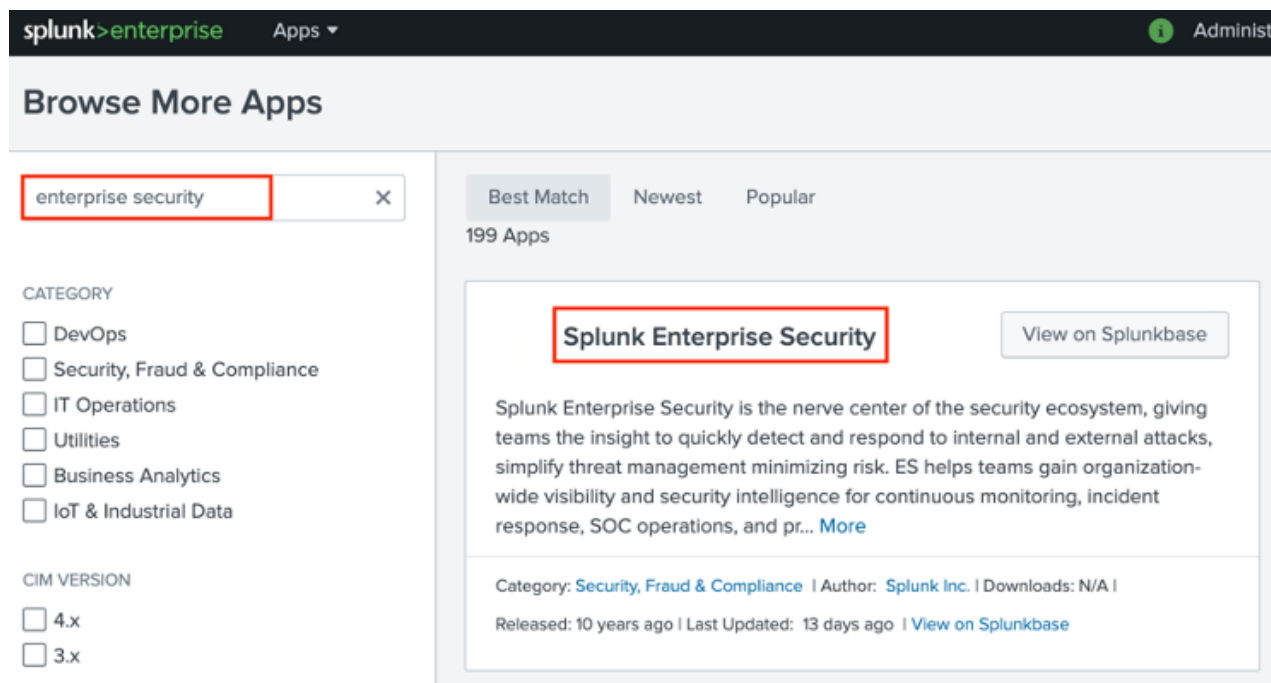 splunk>enterprise Apps
i Administ
Browse More Apps
enterprise security
CATEGORY
DevOps
Security, Fraud & Compliance
IT Operations
Utilities
Business Analytics
IoT & Industrial Data
CIM VERSION
4.x
3.x
Best Match Newest Popular
199 Apps
Splunk Enterprise Security
View on Splunkbase
Splunk Enterprise Security is the nerve center of the security ecosystem, giving
teams the insight to quickly detect and respond to internal and external attacks,
simplify threat management minimizing risk. ES helps teams gain organization-
wide visibility and security intelligence for continuous monitoring, incident
response, SOC operations, and pr... More
Category: Security, Fraud & Compliance | Author: Splunk Inc. | Downloads: N/A |
Released: 10 years ago | Last Updated: 13 days ago | View on Splunkbase